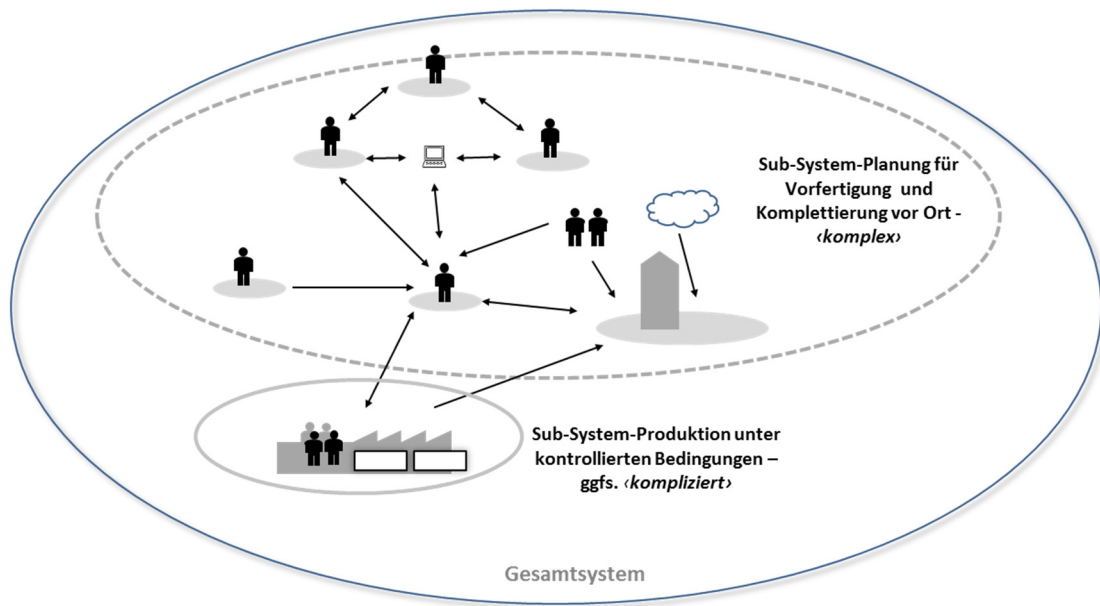 Sub-System-Planung für
Vorfertigung und
Komplettierung vor Ort -
‹komplex›
Sub-System-Produktion unter
kontrollierten Bedingungen –
ggfs. ‹kompliziert›
Gesamtsystem